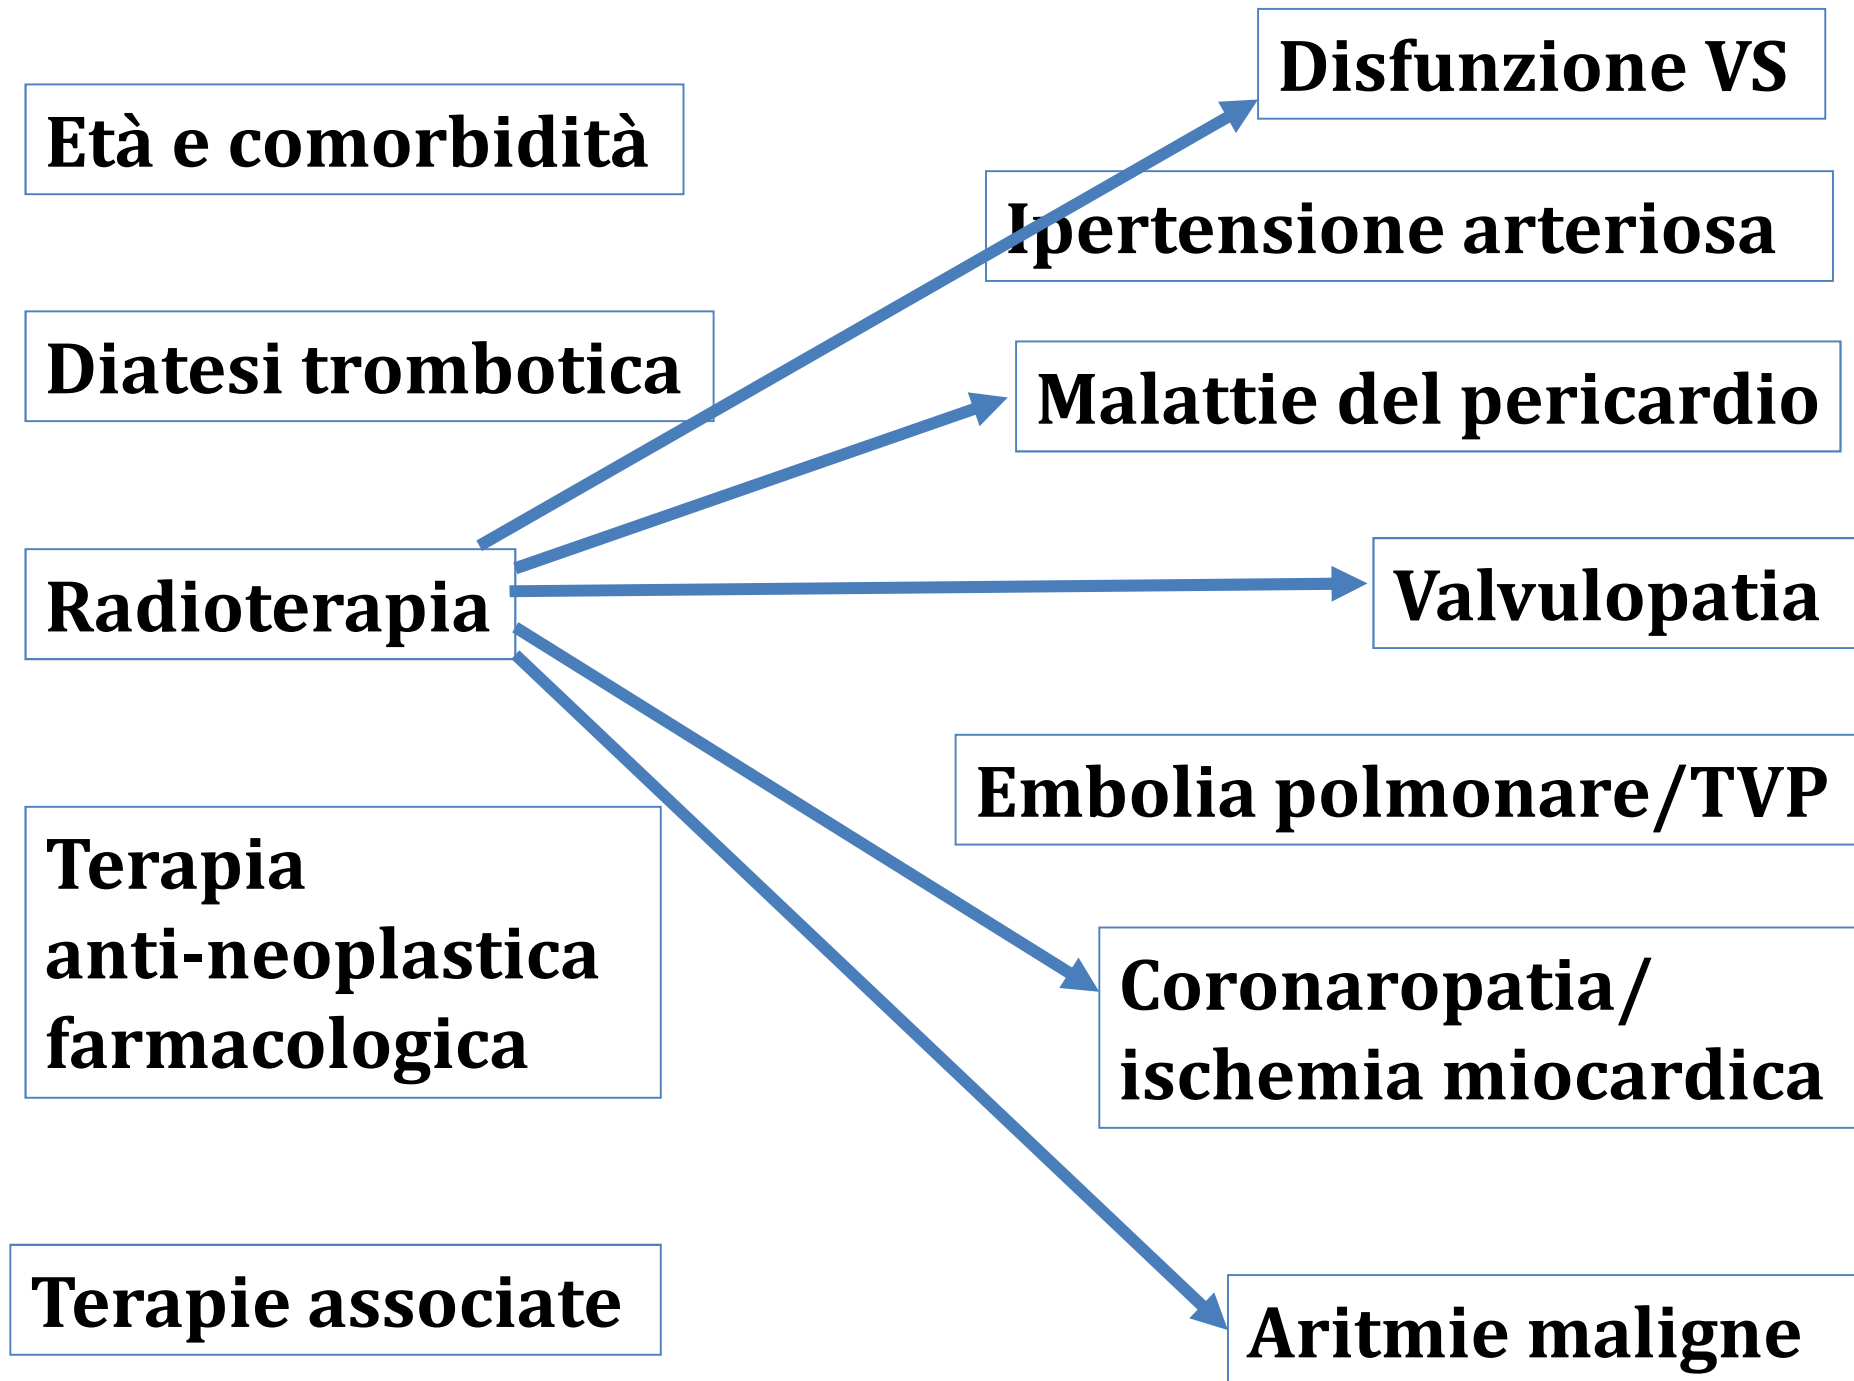 Età e comorbidità
Diatesi trombotica
Radioterapia
Terapia
anti-neoplastica
farmacologica
Terapie associate
Disfunzione VS
Ipertensione arteriosa
Malattie del pericardio
Valvulopatia
Embolia polmonare/TVP
Coronaropatia/
ischemia miocardica
Aritmie maligne